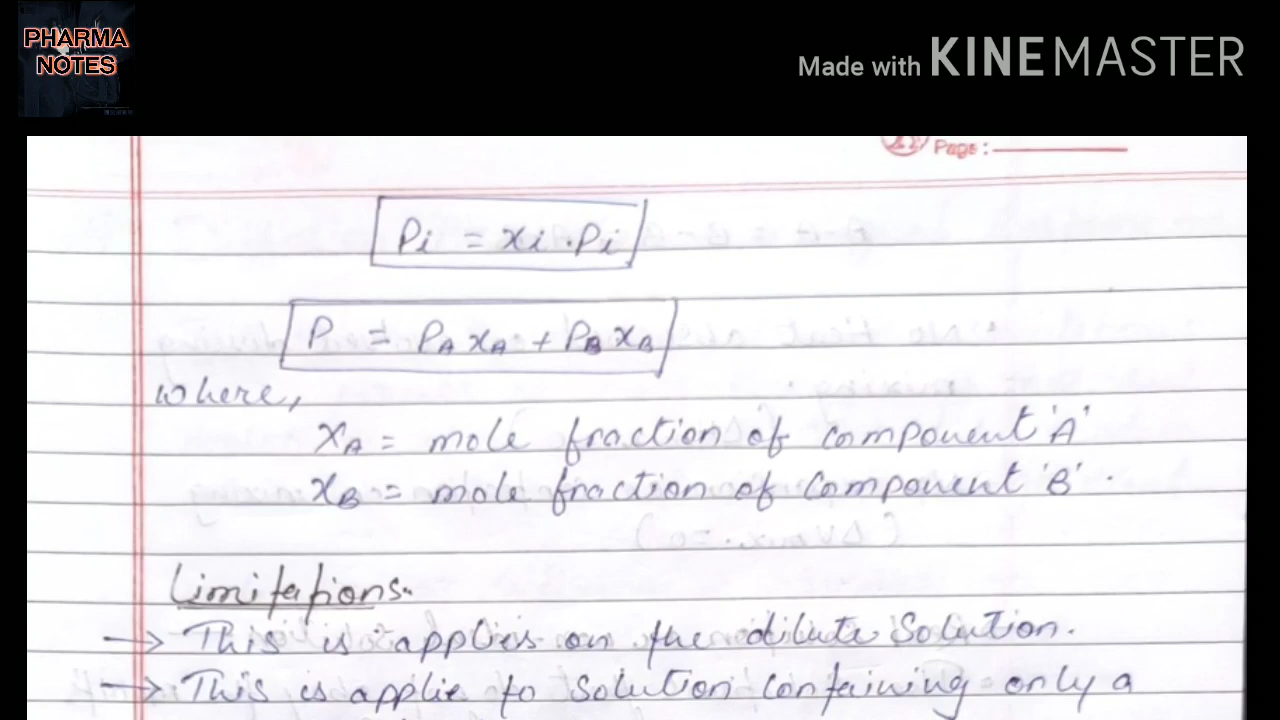 PHARMA
NOTES
Made with KINEMASTER
Page:
Pi = xi . Pi
P = PA xA + PB xB
where,
xA = mole fraction of component 'A'
xB = mole fraction of component 'B'.
Limitations.
→ This is applies on the dilute Solution.
→ This is applie to Solution Containing only a